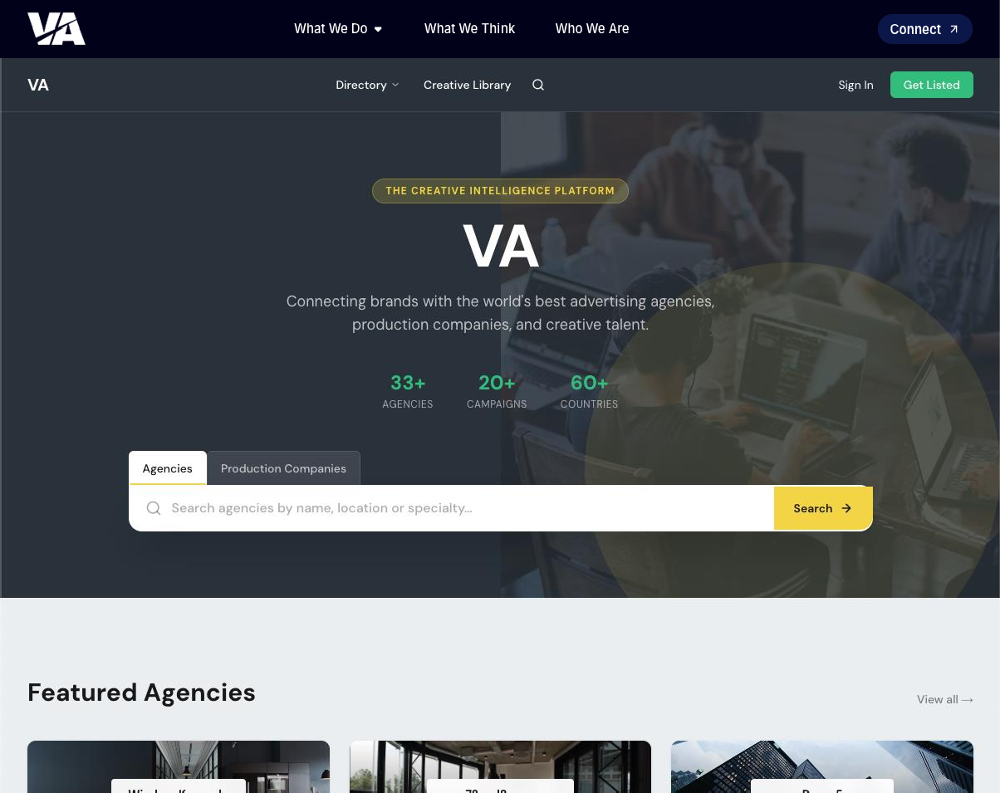 VA
What We Do
What We Think
Who We Are
Connect
VA
Directory
Creative Library
Sign In
Get Listed
THE CREATIVE INTELLIGENCE PLATFORM
VA
Connecting brands with the world's best advertising agencies,
production companies, and creative talent.
33+
AGENCIES
20+
CAMPAIGNS
60+
COUNTRIES
Agencies
Production Companies
Search agencies by name, location or specialty...
Search →
Featured Agencies
View all →